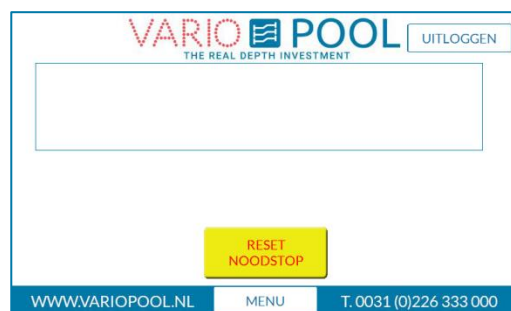 VARIO POOL
THE REAL DEPTH INVESTMENT
UITLOGGEN
RESET
NOODSTOP
WWW.VARIOPOOL.NL
MENU
T. 0031 (0)226 333 000